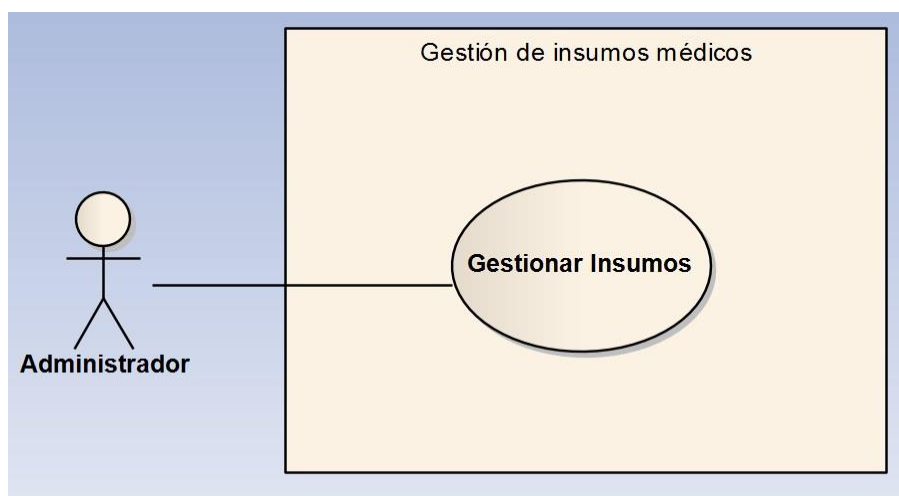 Gestión de insumos médicos
Gestionar Insumos
Administrador